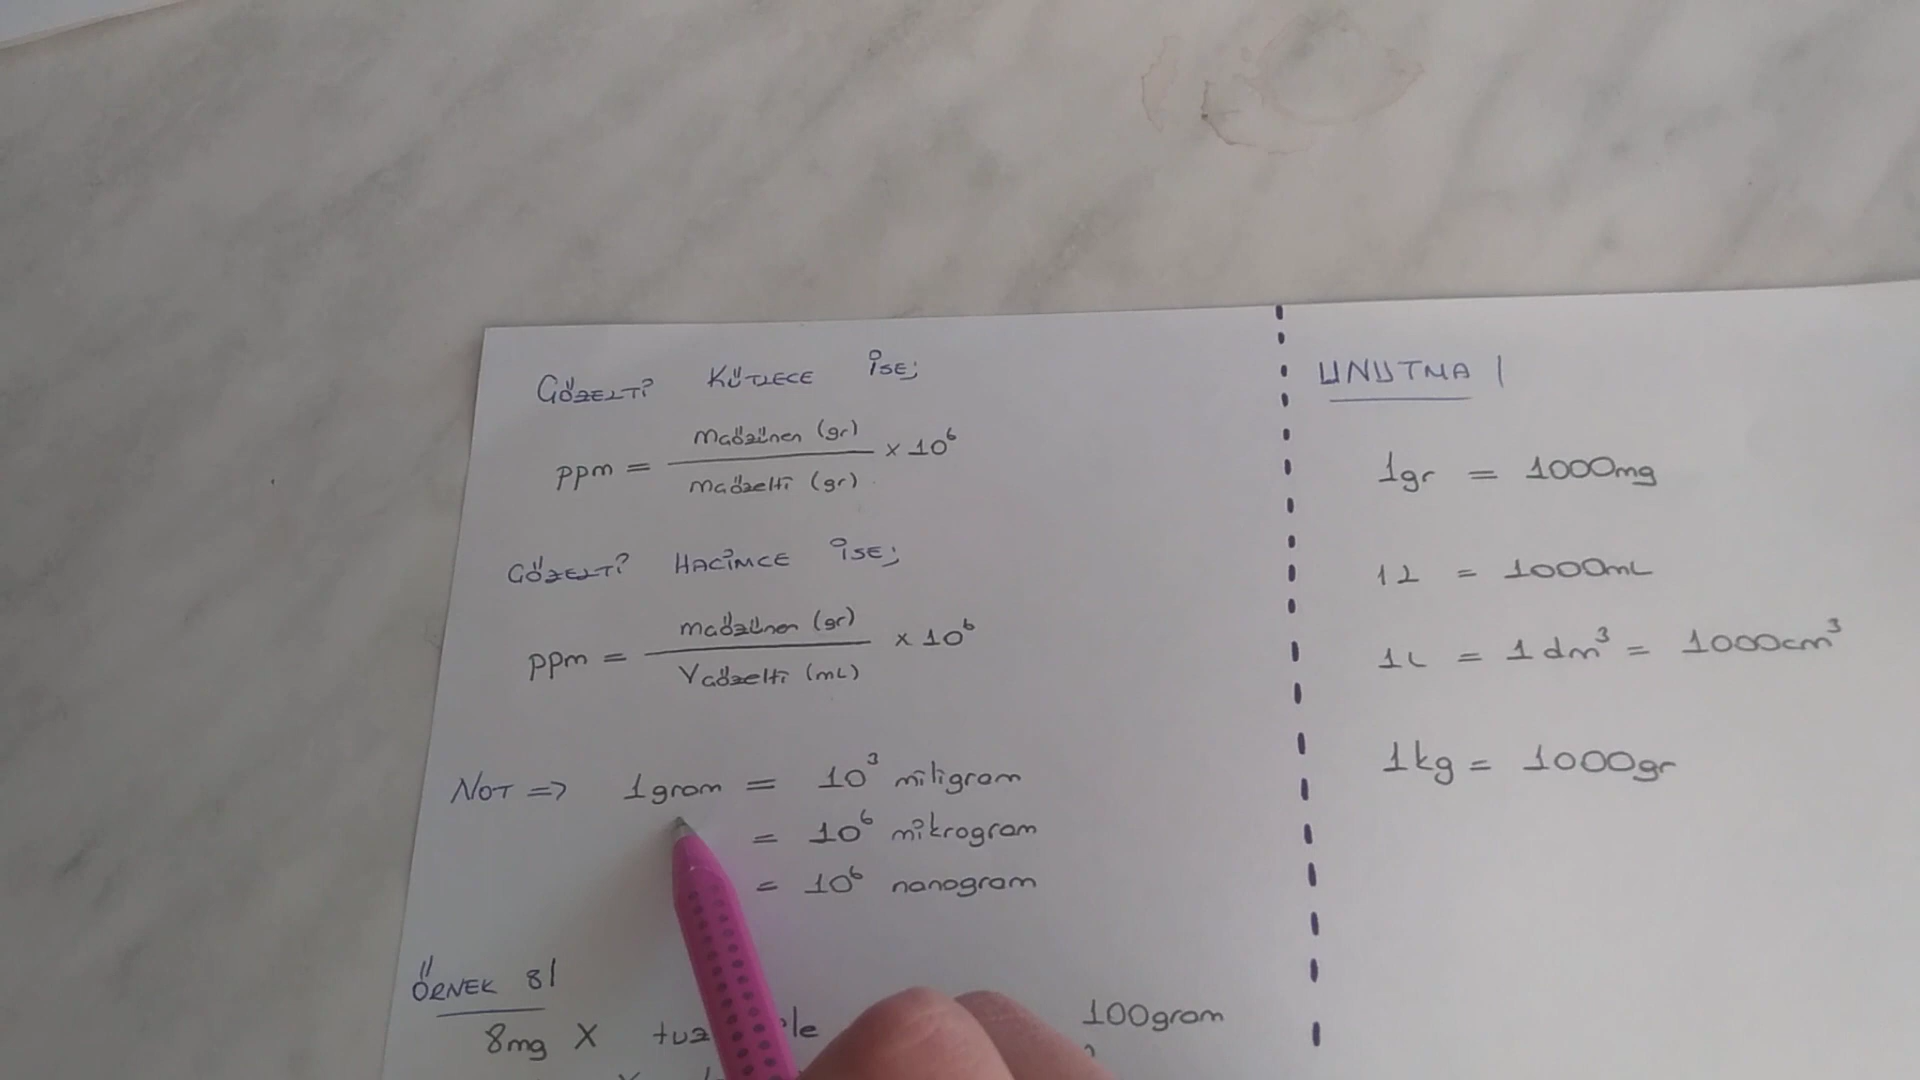 ÇÖZELTİ KÜTLECE İSE;
ppm = mçözünen (gr) / mçözelti (gr) x 10⁶
ÇÖZELTİ HACİMCE İSE;
ppm = mçözünen (gr) / Vçözelti (mL) x 10⁶
NOT => 1gram = 10³ miligram
= 10⁶ mikrogram
= 10⁶ nanogram
ÖRNEK 8|
8mg X tuz 100gram
UNUTMA |
1gr = 1000mg
1L = 1000mL
1L = 1dm³ = 1000cm³
1kg = 1000gr